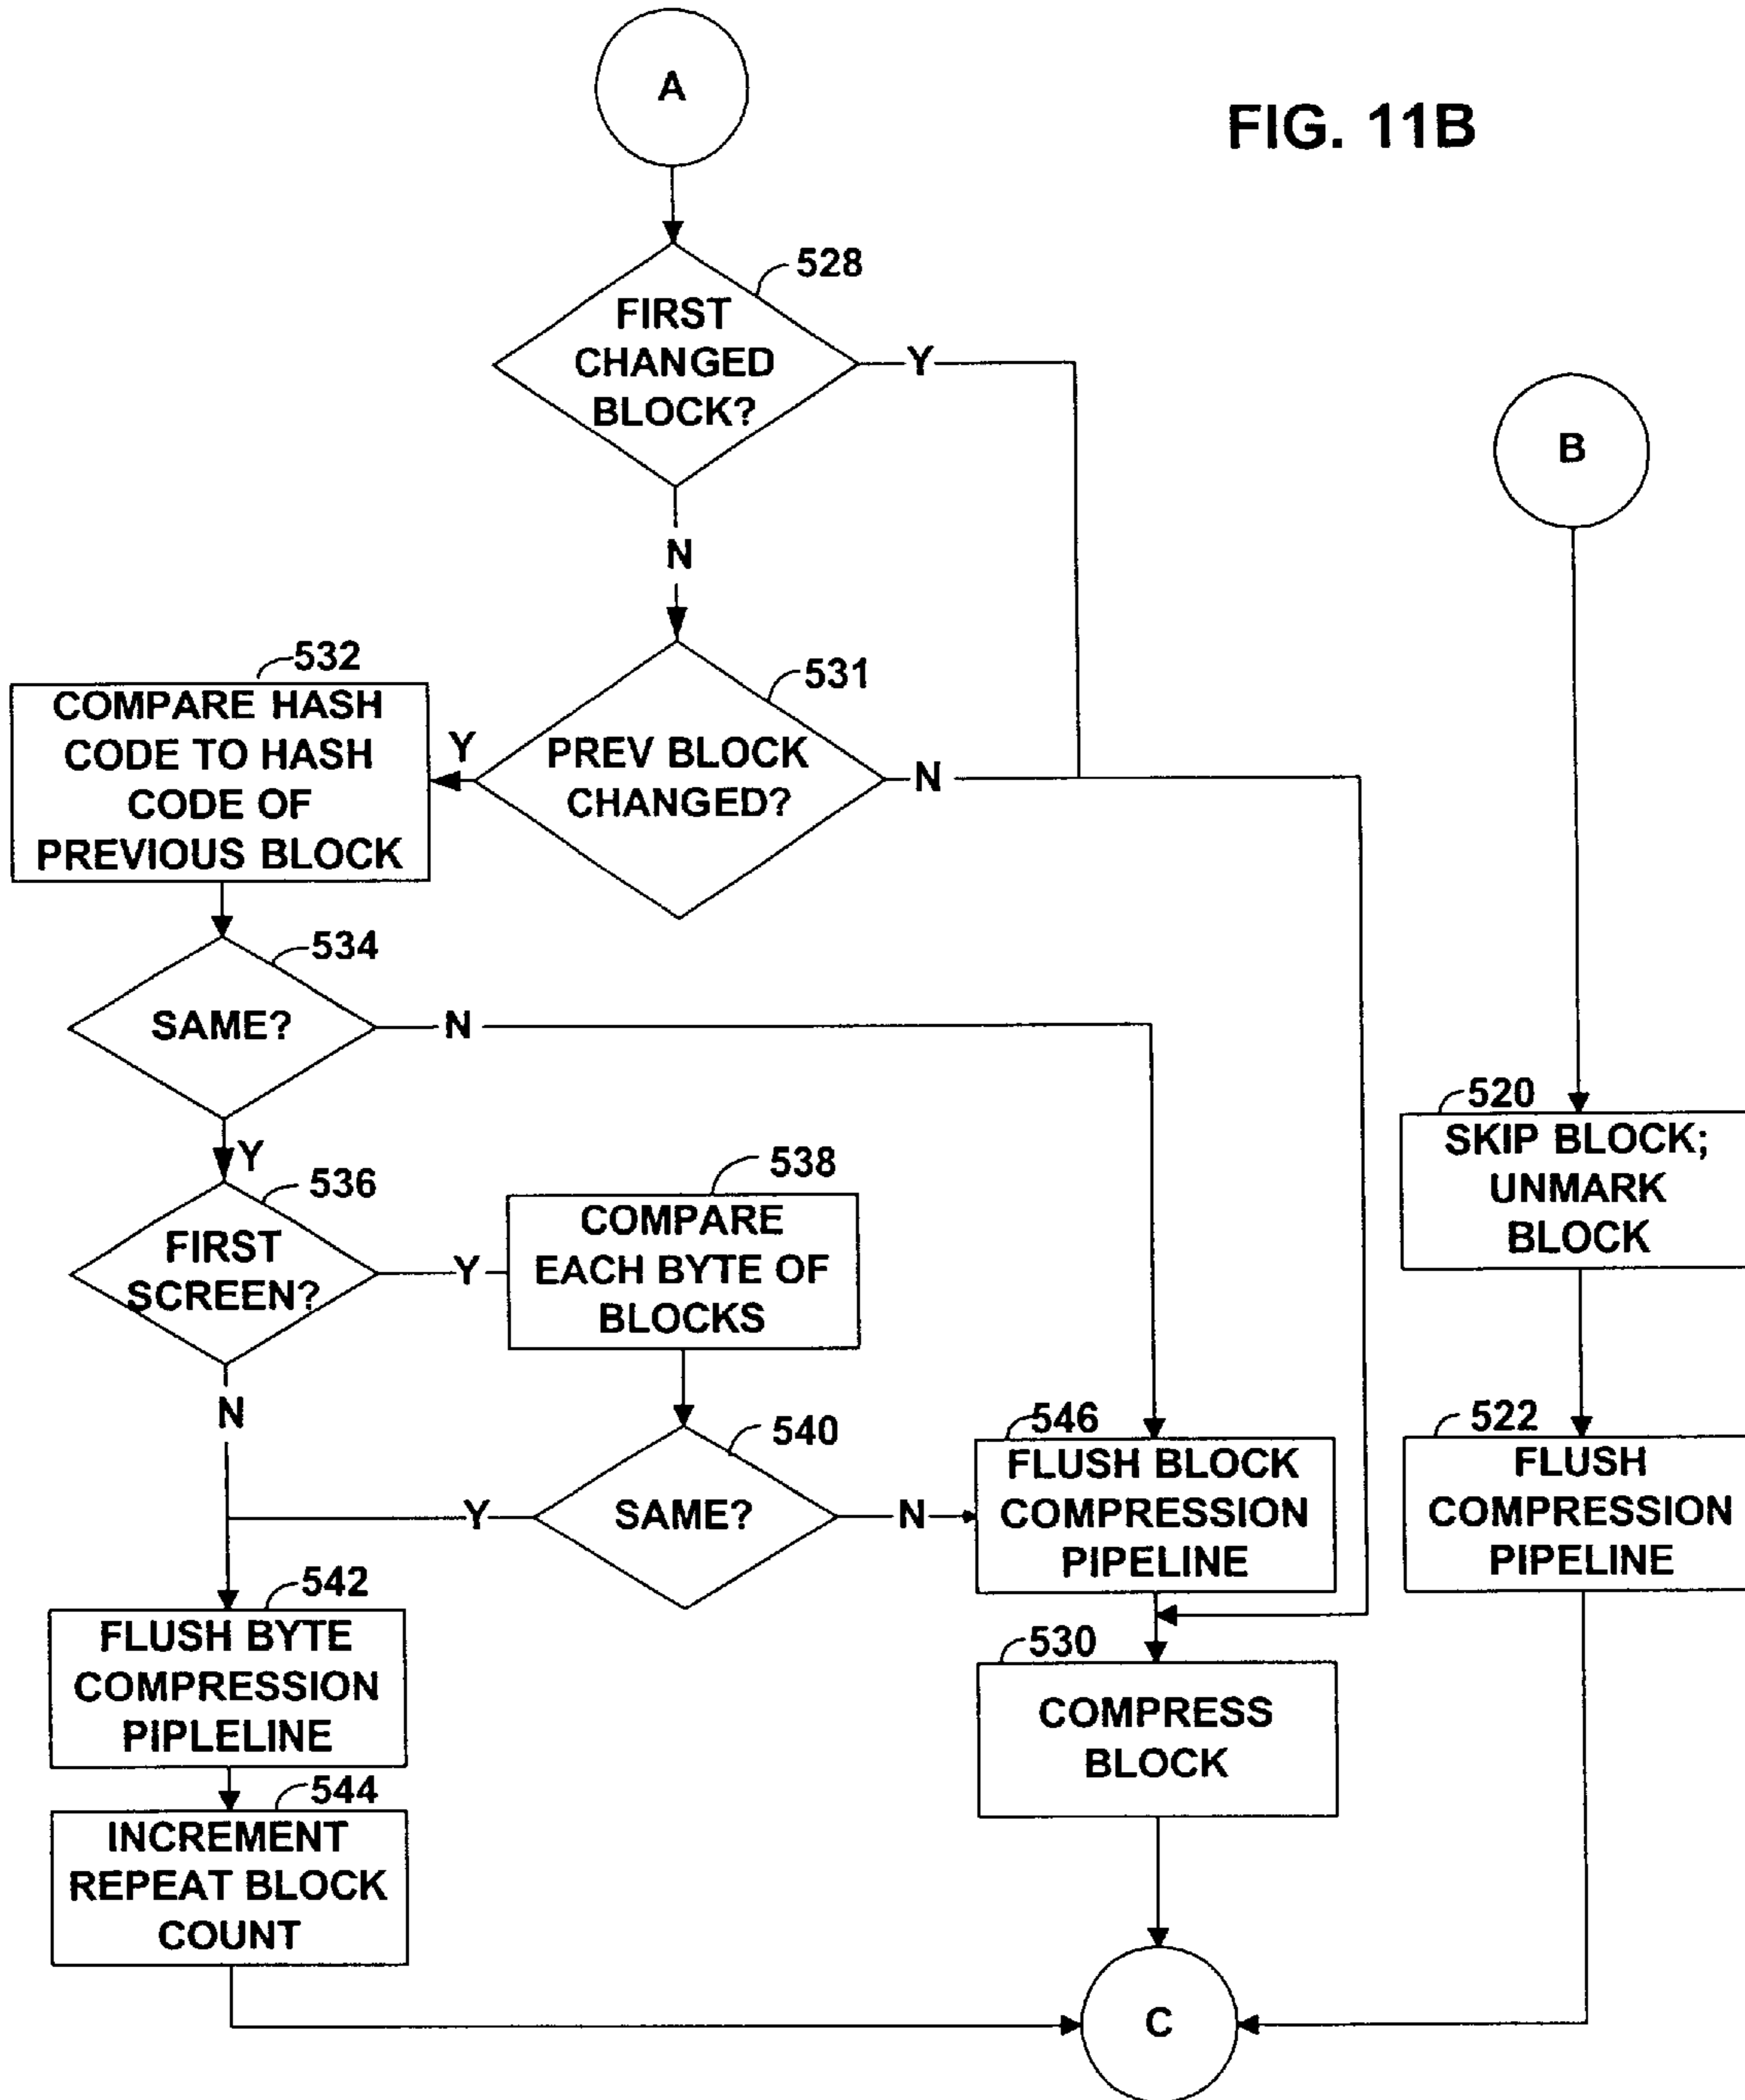 A
FIG. 11B
528
FIRST
CHANGED
BLOCK?
Y
B
N
532
531
COMPARE HASH
CODE TO HASH
CODE OF
PREVIOUS BLOCK
Y
PREV BLOCK
CHANGED?
N
534
SAME?
N
520
SKIP BLOCK;
UNMARK
BLOCK
Y
536
FIRST
SCREEN?
Y
538
COMPARE
EACH BYTE OF
BLOCKS
N
540
SAME?
Y
N
546
FLUSH BLOCK
COMPRESSION
PIPELINE
522
FLUSH
COMPRESSION
PIPELINE
542
FLUSH BYTE
COMPRESSION
PIPLELINE
530
COMPRESS
BLOCK
544
INCREMENT
REPEAT BLOCK
COUNT
C